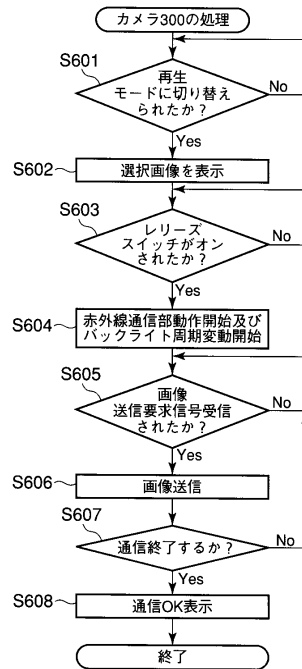 カメラ300の処理
S601
再生
モードに切り替え
られたか？
No
Yes
S602
選択画像を表示
S603
レリーズ
スイッチがオン
されたか？
No
Yes
S604
赤外線通信部動作開始及び
バックライト周期変動開始
S605
画像
送信要求信号受信
されたか？
No
Yes
S606
画像送信
S607
通信終了するか？
No
Yes
S608
通信OK表示
終了